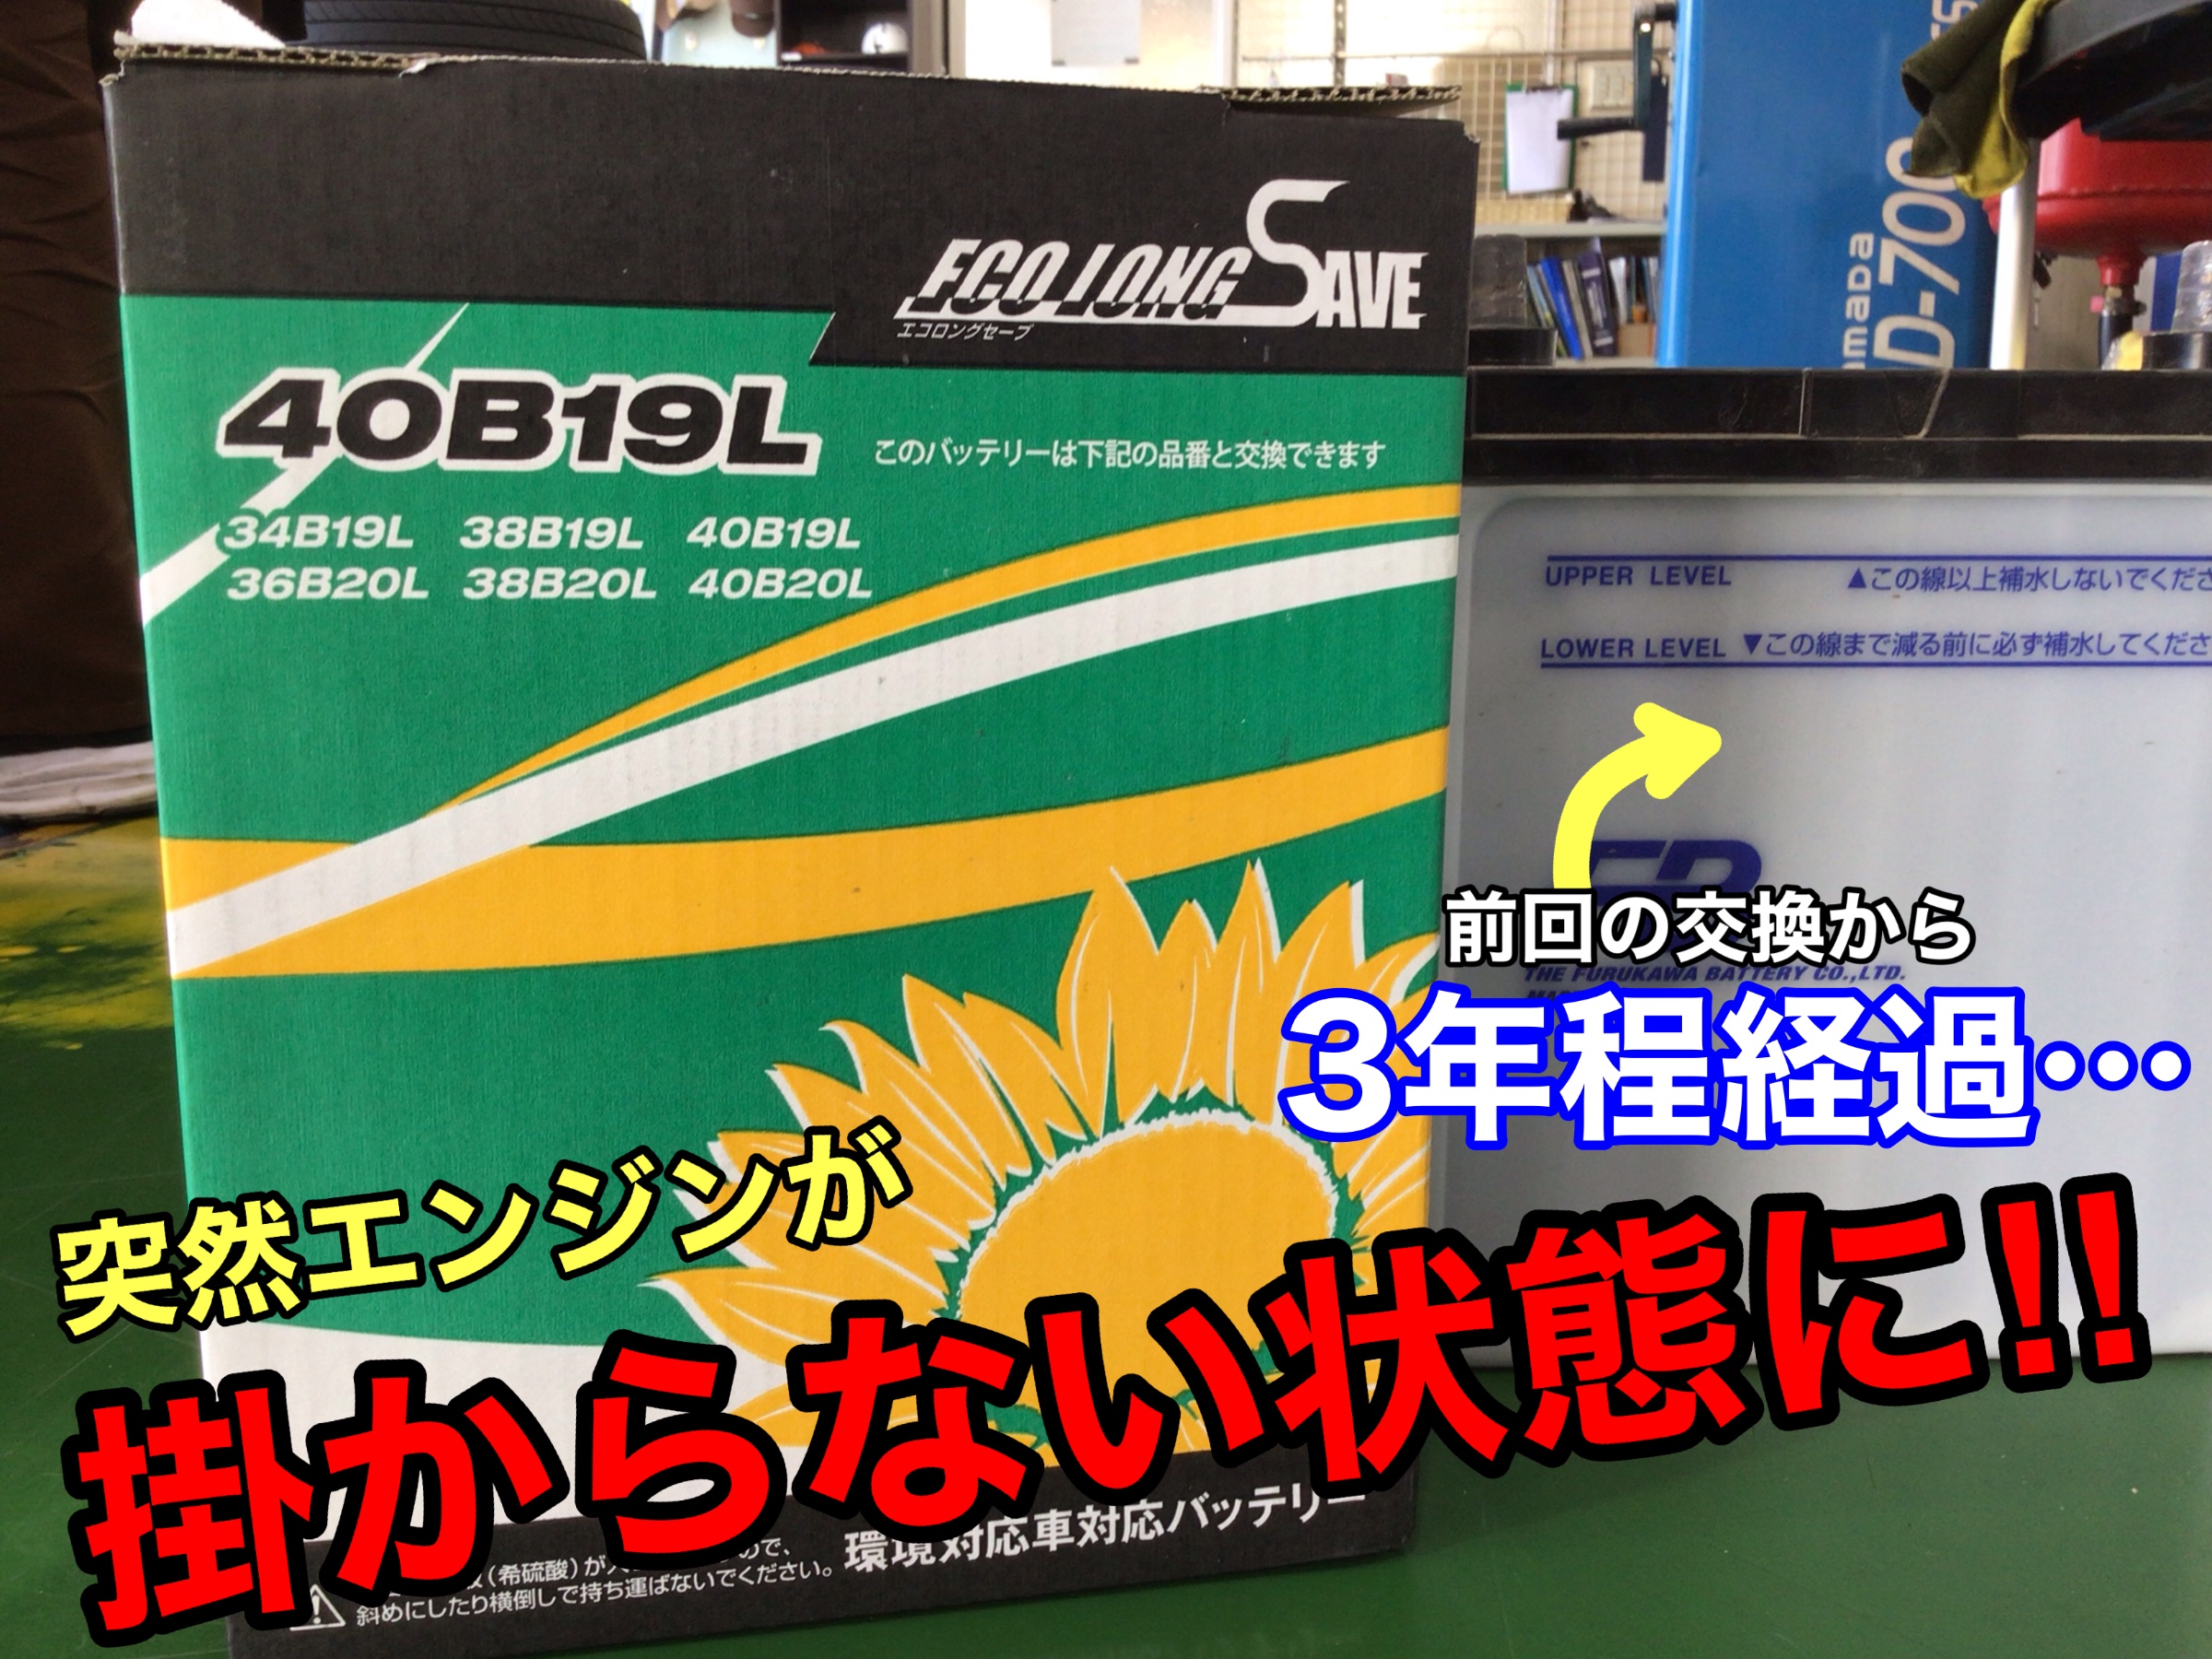 ECO LONG SAVE
エコロングセーブ
40B19L
このバッテリーは下記の品番と交換できます
34B19L 38B19L 40B19L
36B20L 38B20L 40B20L
D-700
UPPER LEVEL ▲この線以上補水しないでくださ
LOWER LEVEL ▼この線まで減る前に必ず補水してくださ
前回の交換から
THE FURUKAWA BATTERY CO.,LTD.
3年程経過…
突然エンジンが
掛からない状態に!!
環境対応車対応バッテリー
(希硫酸)が
ので、
斜めにしたり横倒しで持ち運ばないでください。